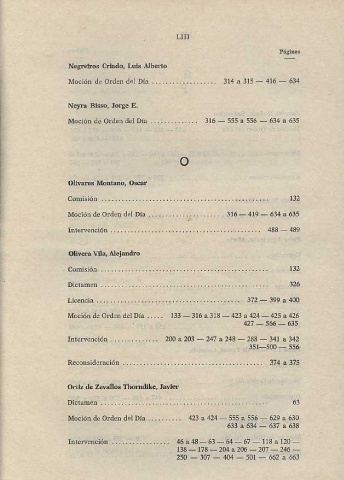 LIII
Páginas
Negreiros Criado, Luis Alberto
Moción de Orden del Día .................. 314 a 315 — 416 — 634
Neyra Bisso, Jorge E.
Moción de Orden del Día ............. 316 — 555 a 556 — 634 a 635
O
Olivares Montano, Oscar
Comisión .................................................. 132
Moción de Orden del Día .................. 316 — 419 — 634 a 635
Intervención ........................................ 488 — 489
Olivera Vila, Alejandro
Comisión .................................................. 132
Dictamen .................................................. 326
Licencia ...................................... 372 — 399 a 400
Moción de Orden del Día ..... 133 — 316 a 318 — 423 a 424 — 425 a 426
427 — 566 — 635
Intervención ............. 200 a 203 — 247 a 248 — 288 — 341 a 342
351—500 — 556
Reconsideración ...................................... 374 a 375
Ortiz de Zevallos Thorndike, Javier
Dictamen .................................................. 63
Moción de Orden del Día .......... 423 a 424 — 555 a 556 — 629 a 630
633 a 634 — 637 a 638
Intervención ................ 46 a 48 — 63 — 64 — 67 — 118 a 120 —
138 — 178 — 204 a 206 — 207 — 246 —
250 — 307 — 404 — 501 — 662 a 663